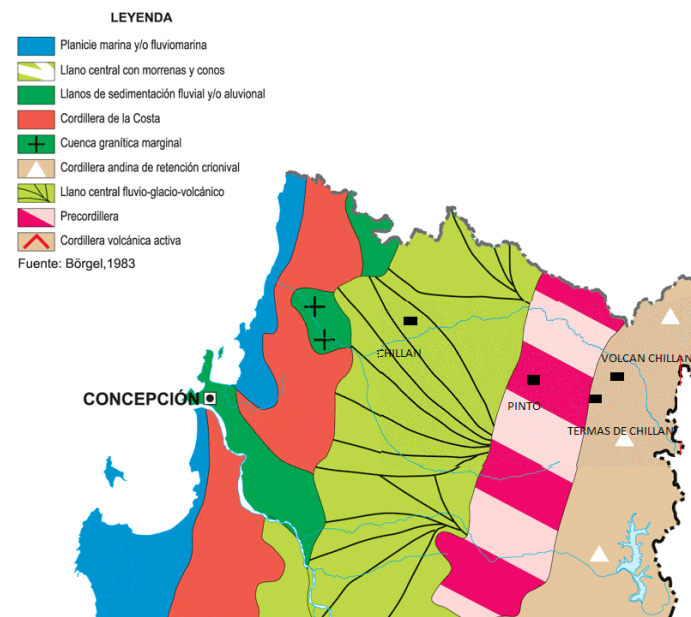 LEYENDA
Planicie marina y/o fluviomarina
Llano central con morrenas y conos
Llanos de sedimentación fluvial y/o aluvional
Cordillera de la Costa
Cuenca granítica marginal
Cordillera andina de retención crionival
Llano central fluvio-glacio-volcánico
Precordillera
Cordillera volcánica activa
Fuente: Börgel,1983
CHILLAN
VOLCAN CHILLAN
CONCEPCIÓN
PINTO
TERMAS DE CHILLAN